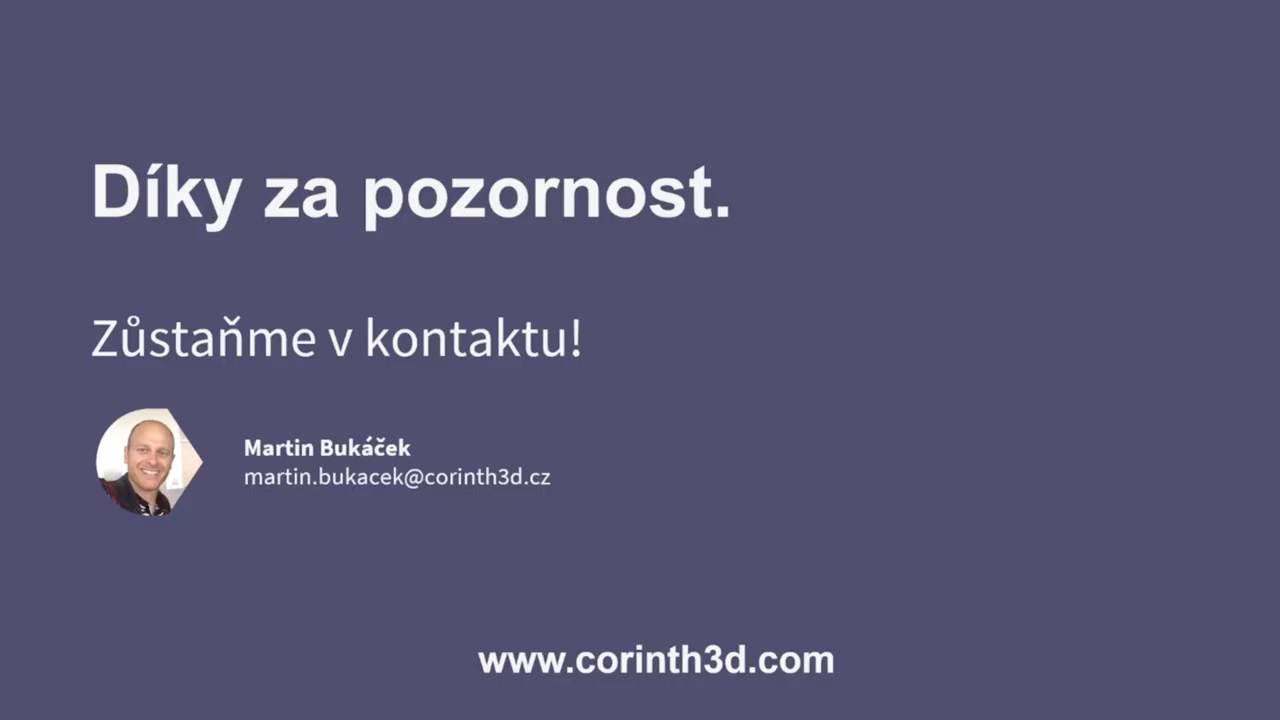 Díky za pozornost.
Zůstaňme v kontaktu!
Martin Bukáček
martin.bukacek@corinth3d.cz
www.corinth3d.com